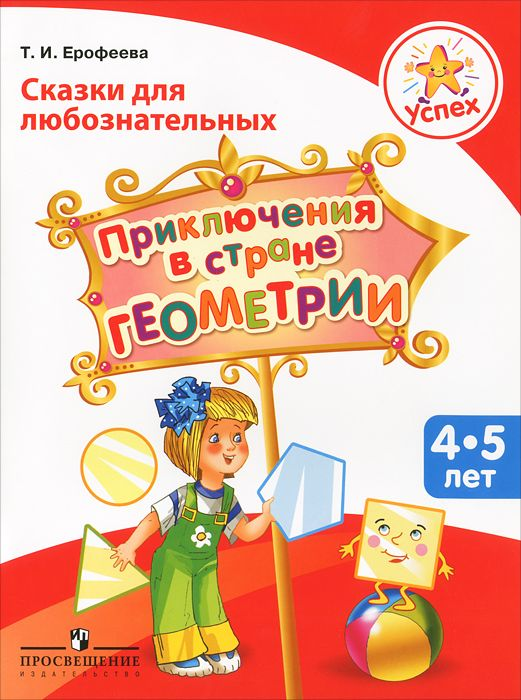 Т. И. Ерофеева
Сказки для
любознательных
Успех
Приключения
в стране
ГЕОМЕТРИИ
4•5
лет
ПРОСВЕЩЕНИЕ
ИЗДАТЕЛЬСТВО